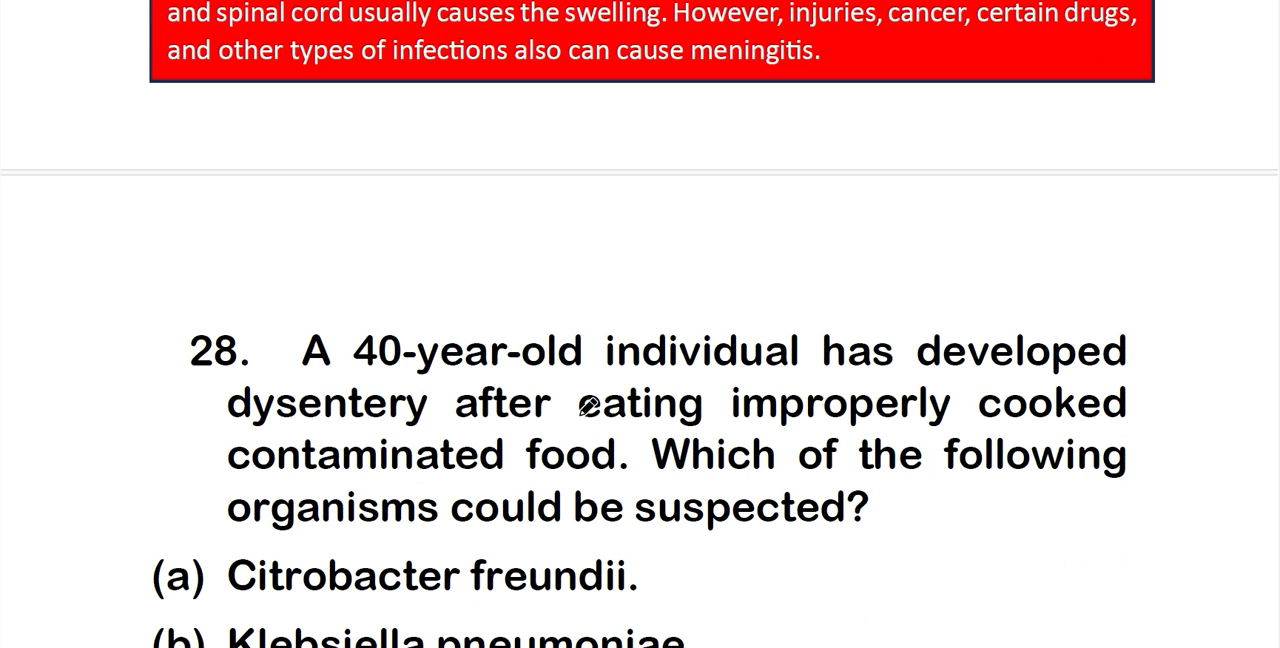 and spinal cord usually causes the swelling. However, injuries, cancer, certain drugs,
and other types of infections also can cause meningitis.
28. A 40-year-old individual has developed
dysentery after eating improperly cooked
contaminated food. Which of the following
organisms could be suspected?
(a) Citrobacter freundii.
(b) Klebsiella pneumoniae